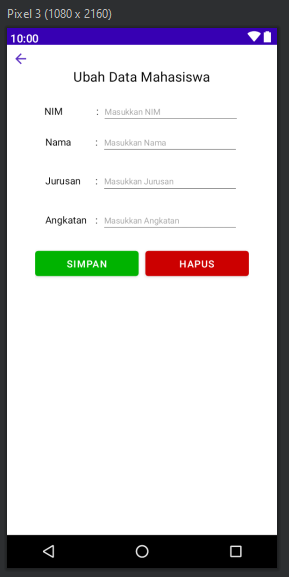 Pixel 3 (1080 x 2160)
10:00
Ubah Data Mahasiswa
NIM : Masukkan NIM
Nama : Masukkan Nama
Jurusan : Masukkan Jurusan
Angkatan : Masukkan Angkatan
SIMPAN HAPUS